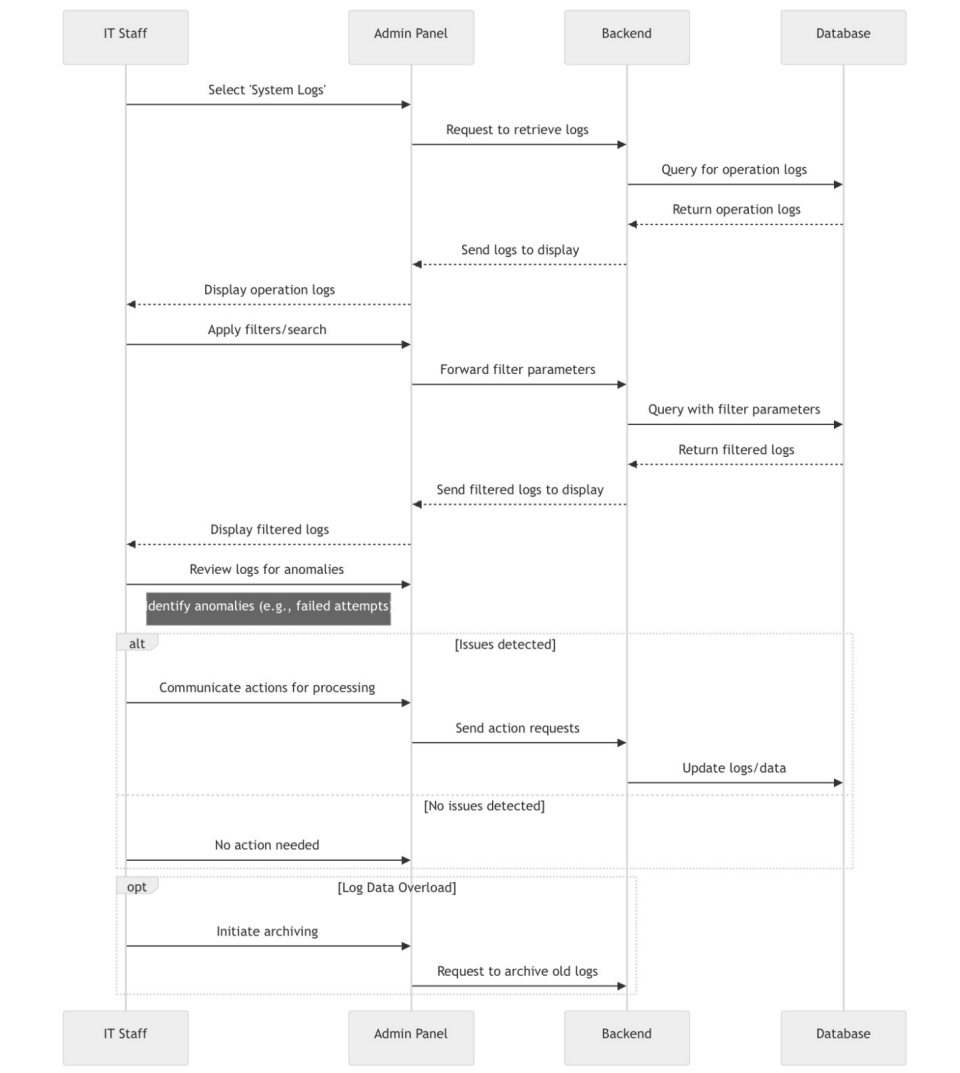 IT Staff
Admin Panel
Backend
Database
Select 'System Logs'
Request to retrieve logs
Query for operation logs
Return operation logs
Send logs to display
Display operation logs
Apply filters/search
Forward filter parameters
Query with filter parameters
Return filtered logs
Send filtered logs to display
Display filtered logs
Review logs for anomalies
Identify anomalies (e.g., failed attempts)
alt
[Issues detected]
Communicate actions for processing
Send action requests
Update logs/data
[No issues detected]
No action needed
opt
[Log Data Overload]
Initiate archiving
Request to archive old logs
IT Staff
Admin Panel
Backend
Database